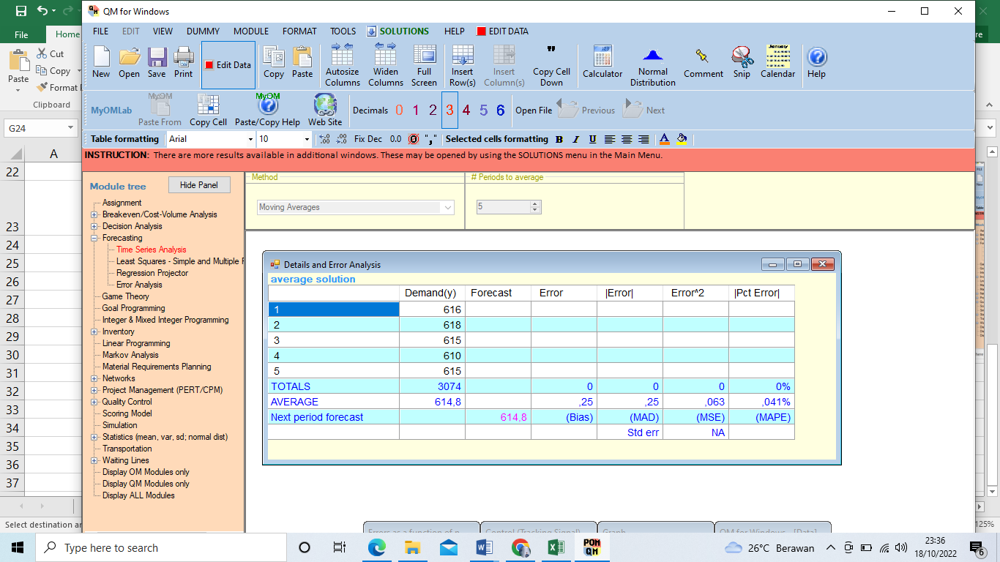 QM for Windows
File
Home
FILE EDIT VIEW DUMMY MODULE FORMAT TOOLS SOLUTIONS HELP EDIT DATA
Paste
Cut
Copy
Format
Clipboard
New Open Save Print Edit Data Copy Paste Autosize Columns Widen Columns Full Screen Insert Row(s) Insert Column(s) Copy Cell Down Calculator Normal Distribution Comment Snip Calendar Help
January
MyOMLab MyOM Paste From Copy Cell MyOM Paste/Copy Help Web Site Decimals 0 1 2 3 4 5 6 Open File Previous Next
G24
Table formatting Arial 10 Fix Dec 0.0 "," Selected cells formatting B I U A
INSTRUCTION: There are more results available in additional windows. These may be opened by using the SOLUTIONS menu in the Main Menu.
A
22
23
24
25
26
27
28
29
30
31
32
33
34
35
36
37
Module tree Hide Panel
Assignment
Breakeven/Cost-Volume Analysis
Decision Analysis
Forecasting
Time Series Analysis
Least Squares - Simple and Multiple
Regression Projector
Error Analysis
Game Theory
Goal Programming
Integer & Mixed Integer Programming
Inventory
Linear Programming
Markov Analysis
Material Requirements Planning
Networks
Project Management (PERT/CPM)
Quality Control
Scoring Model
Simulation
Statistics (mean, var, sd; normal dist)
Transportation
Waiting Lines
Display OM Modules only
Display QM Modules only
Display ALL Modules
Method # Periods to average
Moving Averages 5
Details and Error Analysis
average solution
Demand(y) Forecast Error |Error| Error^2 |Pct Error|
1 616
2 618
3 615
4 610
5 615
TOTALS 3074 0 0 0 0%
AVERAGE 614,8 ,25 ,25 ,063 ,041%
Next period forecast 614,8 (Bias) (MAD) (MSE) (MAPE)
Std err NA
Errors as a function of n Control (Tracking Signal) Graph QM for Windows - [Data]
Select destination
125%
Type here to search
POM QM
26°C Berawan
23:36
18/10/2022
6